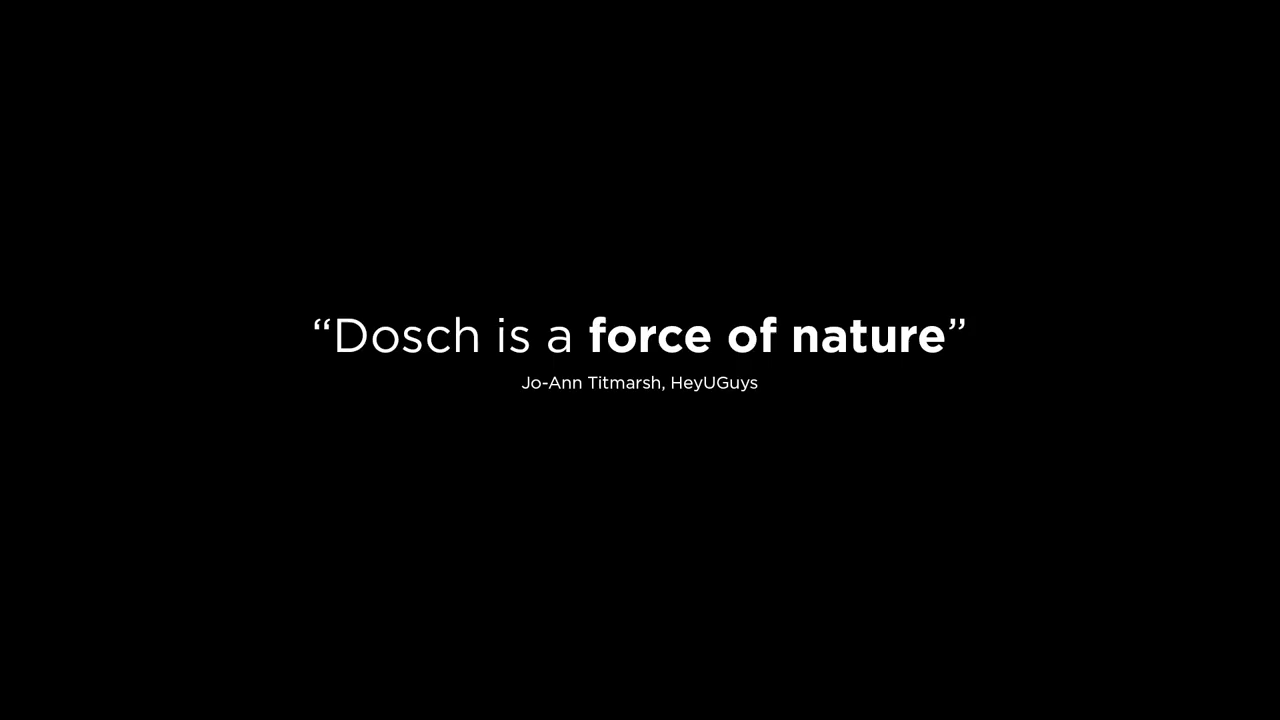 “Dosch is a force of nature”
Jo-Ann Titmarsh, HeyUGuys